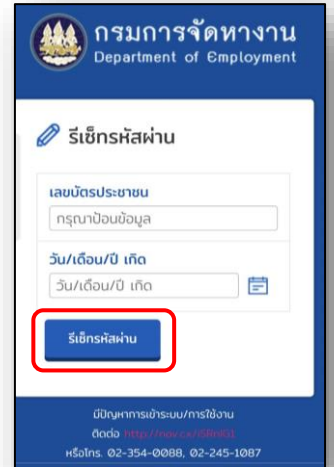 กรมการจัดหางาน
Department of Employment
รีเซ็ทรหัสผ่าน
เลขบัตรประชาชน
กรุณาป้อนข้อมูล
วัน/เดือน/ปี เกิด
วัน/เดือน/ปี เกิด
รีเซ็ทรหัสผ่าน
มีปัญหาการเข้าระบบ/การใช้งาน
ติดต่อ
หรือโทร. 02-354-0088, 02-245-1087